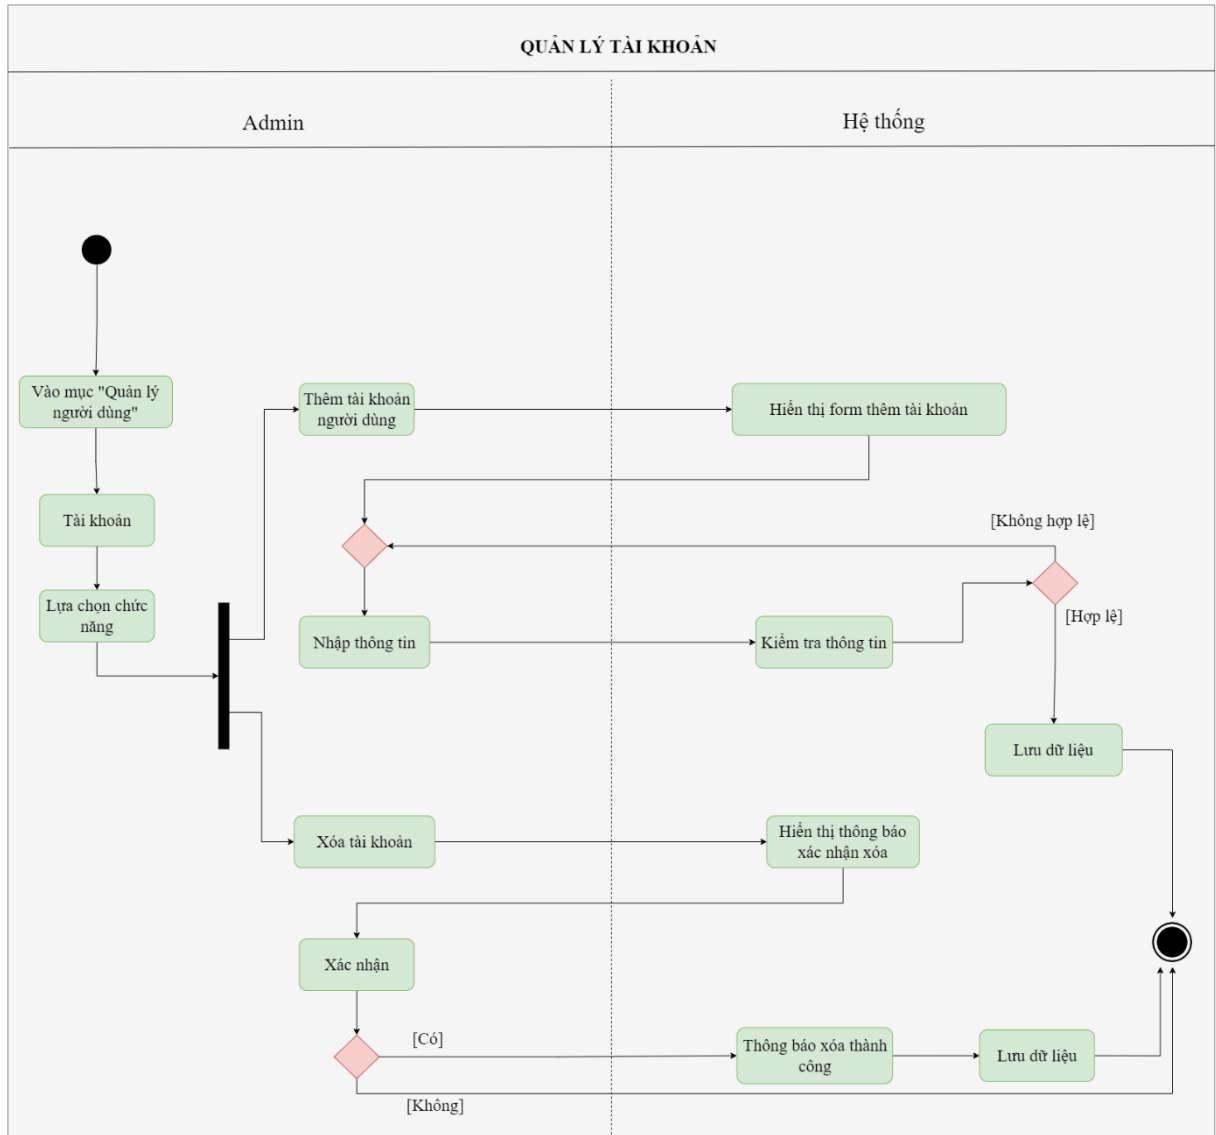 QUẢN LÝ TÀI KHOẢN
Admin
Hệ thống
Vào mục "Quản lý
người dùng"
Thêm tài khoản
người dùng
Hiển thị form thêm tài khoản
Tài khoản
[Không hợp lệ]
Lựa chọn chức
năng
[Hợp lệ]
Nhập thông tin
Kiểm tra thông tin
Lưu dữ liệu
Xóa tài khoản
Hiển thị thông báo
xác nhận xóa
Xác nhận
[Có]
Thông báo xóa thành
công
Lưu dữ liệu
[Không]